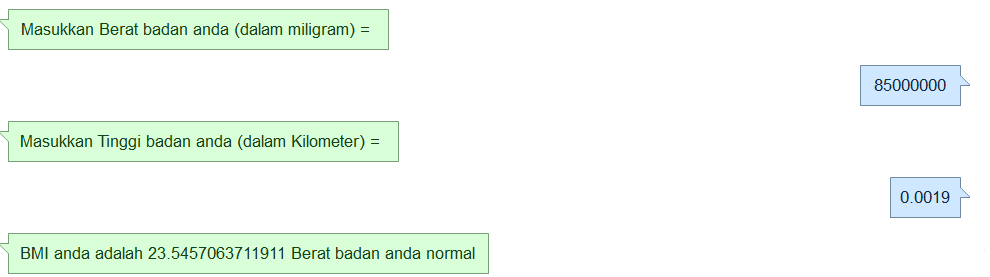 Masukkan Berat badan anda (dalam miligram) =
85000000
Masukkan Tinggi badan anda (dalam Kilometer) =
0.0019
BMI anda adalah 23.5457063711911 Berat badan anda normal